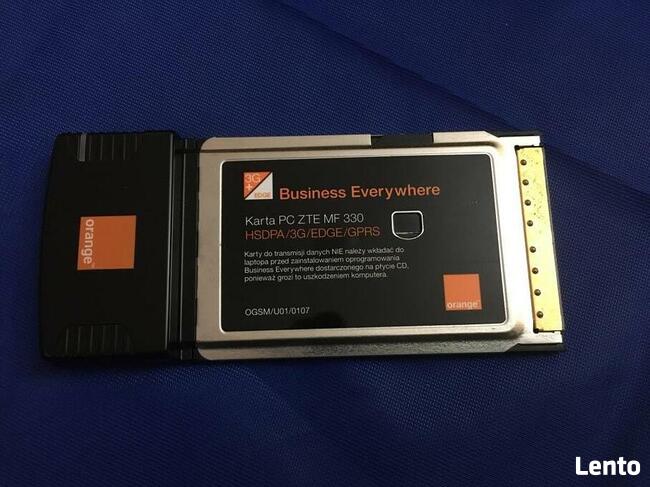 orange™
3G
+
EDGE
Business Everywhere
Karta PC ZTE MF 330
HSDPA/3G/EDGE/GPRS
Karty do transmisji danych NIE należy wkładać do
laptopa przed zainstalowaniem oprogramowania
Business Everywhere dostarczonego na płycie CD,
ponieważ grozi to uszkodzeniem komputera.
OGSM/U01/0107
orange™
Lento